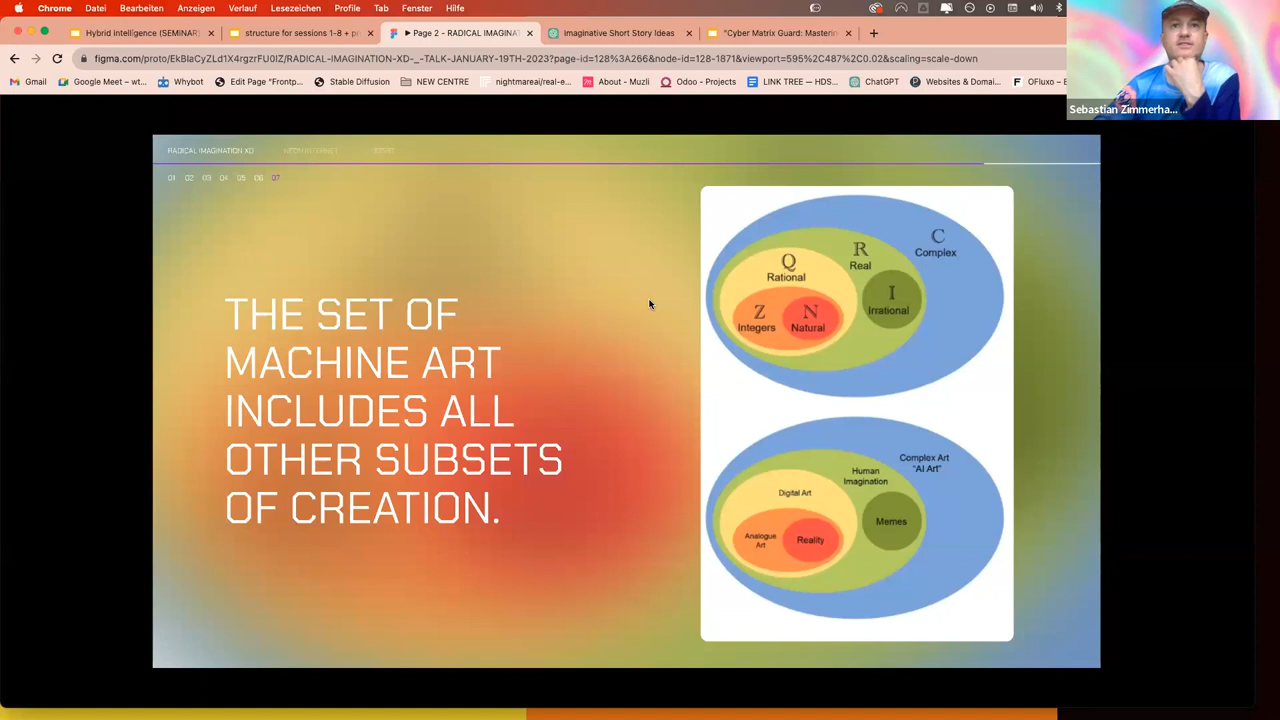 Chrome Datei Bearbeiten Anzeigen Verlauf Lesezeichen Profile Tab Fenster Hilfe
Hybrid intelligence (SEMINAR)
structure for sessions 1-8 + pr
Page 2 - RADICAL IMAGINAT
Imaginative Short Story Ideas
"Cyber Matrix Guard: Masterin
figma.com/proto/EkBlaCyZLd1X4rgzrFU0IZ/RADICAL-IMAGINATION-XD-_-TALK-JANUARY-19TH-2023?page-id=128%3A266&node-id=128-1871&viewport=595%2C487%2C0.02&scaling=scale-down
Gmail
Google Meet – wt...
Whybot
Edit Page "Frontp...
Stable Diffusion
NEW CENTRE
nightmareai/real-e...
About - Muzli
Odoo - Projects
LINK TREE — HDS...
ChatGPT
Websites & Domai...
OFluxo –
Sebastian Zimmerha...
RADICAL IMAGINATION XD
01 02 03 04 05 06 07
THE SET OF
MACHINE ART
INCLUDES ALL
OTHER SUBSETS
OF CREATION.
C
Complex
R
Real
Q
Rational
I
Irrational
Z
Integers
N
Natural
Complex Art
"AI Art"
Human
Imagination
Digital Art
Memes
Analogue
Art
Reality